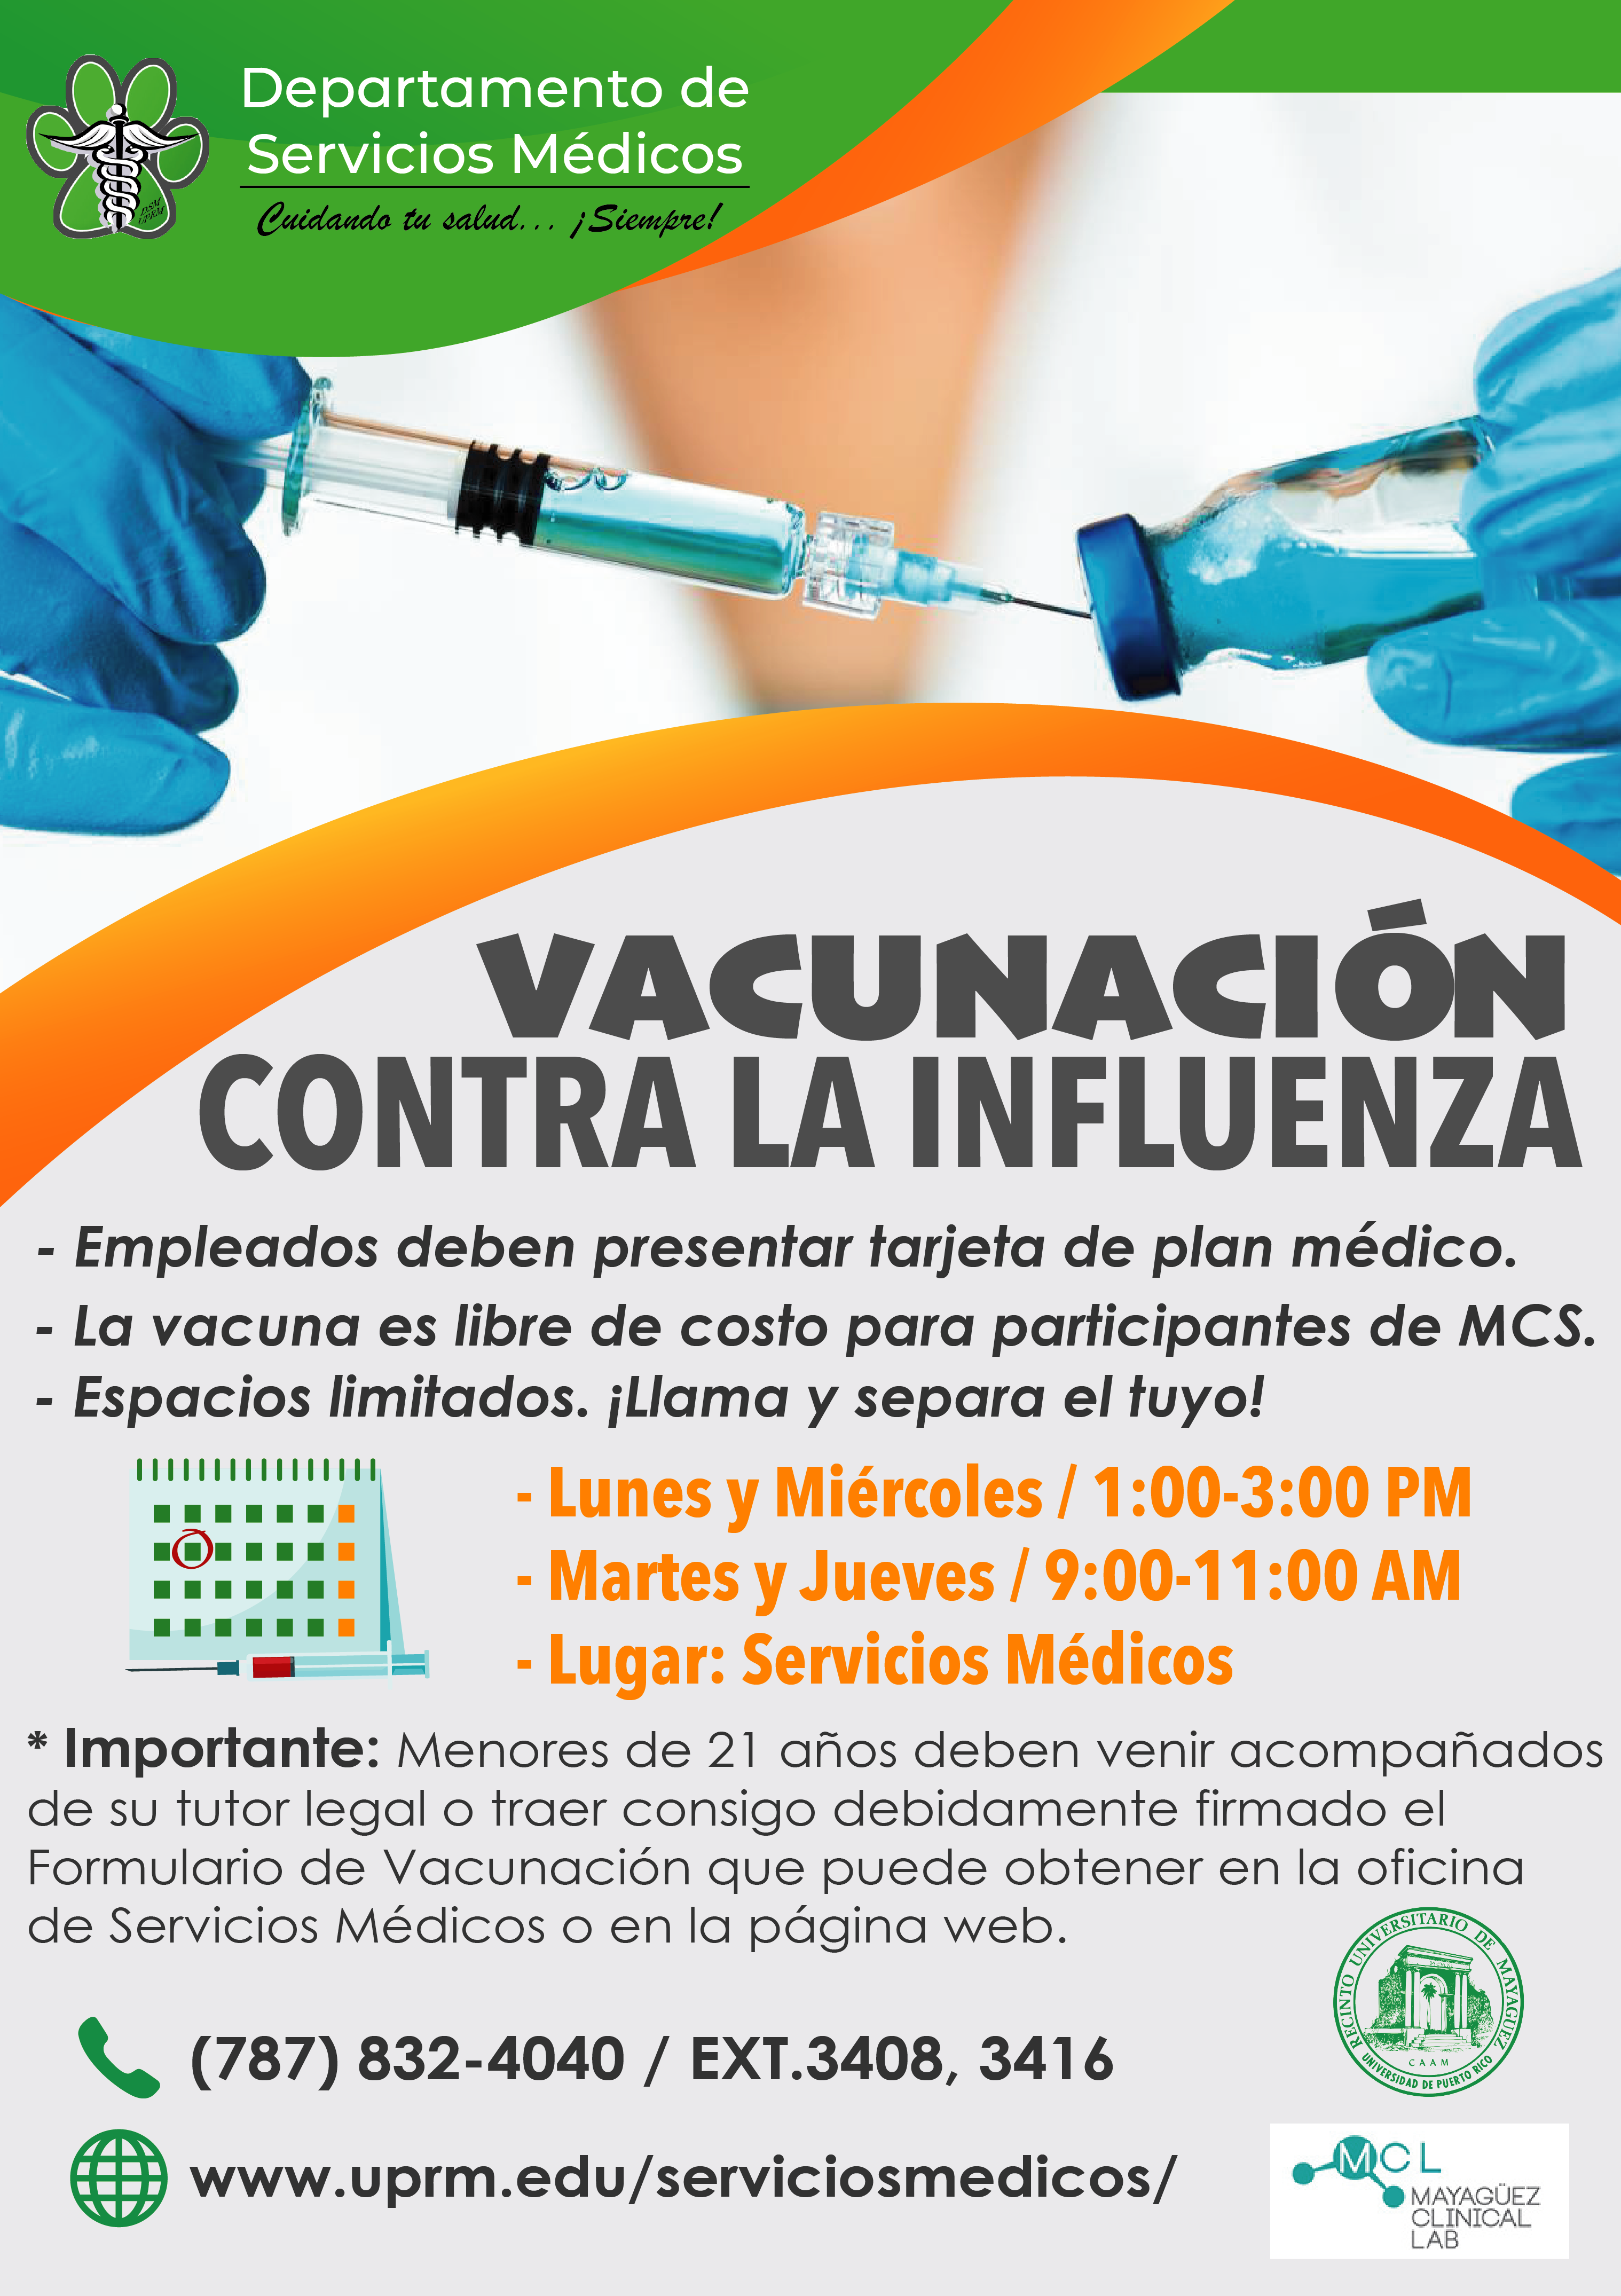 Departamento de
Servicios Médicos
Cuidando tu salud... ¡Siempre!
DSM
UPRM
VACUNACIÓN
CONTRA LA INFLUENZA
- Empleados deben presentar tarjeta de plan médico.
- La vacuna es libre de costo para participantes de MCS.
- Espacios limitados. ¡Llama y separa el tuyo!
- Lunes y Miércoles / 1:00-3:00 PM
- Martes y Jueves / 9:00-11:00 AM
- Lugar: Servicios Médicos
* Importante: Menores de 21 años deben venir acompañados
de su tutor legal o traer consigo debidamente firmado el
Formulario de Vacunación que puede obtener en la oficina
de Servicios Médicos o en la página web.
RECINTO UNIVERSITARIO DE MAYAGÜEZ
CAAM
UNIVERSIDAD DE PUERTO RICO
(787) 832-4040 / EXT.3408, 3416
www.uprm.edu/serviciosmedicos/
MCL
MAYAGÜEZ
CLINICAL
LAB